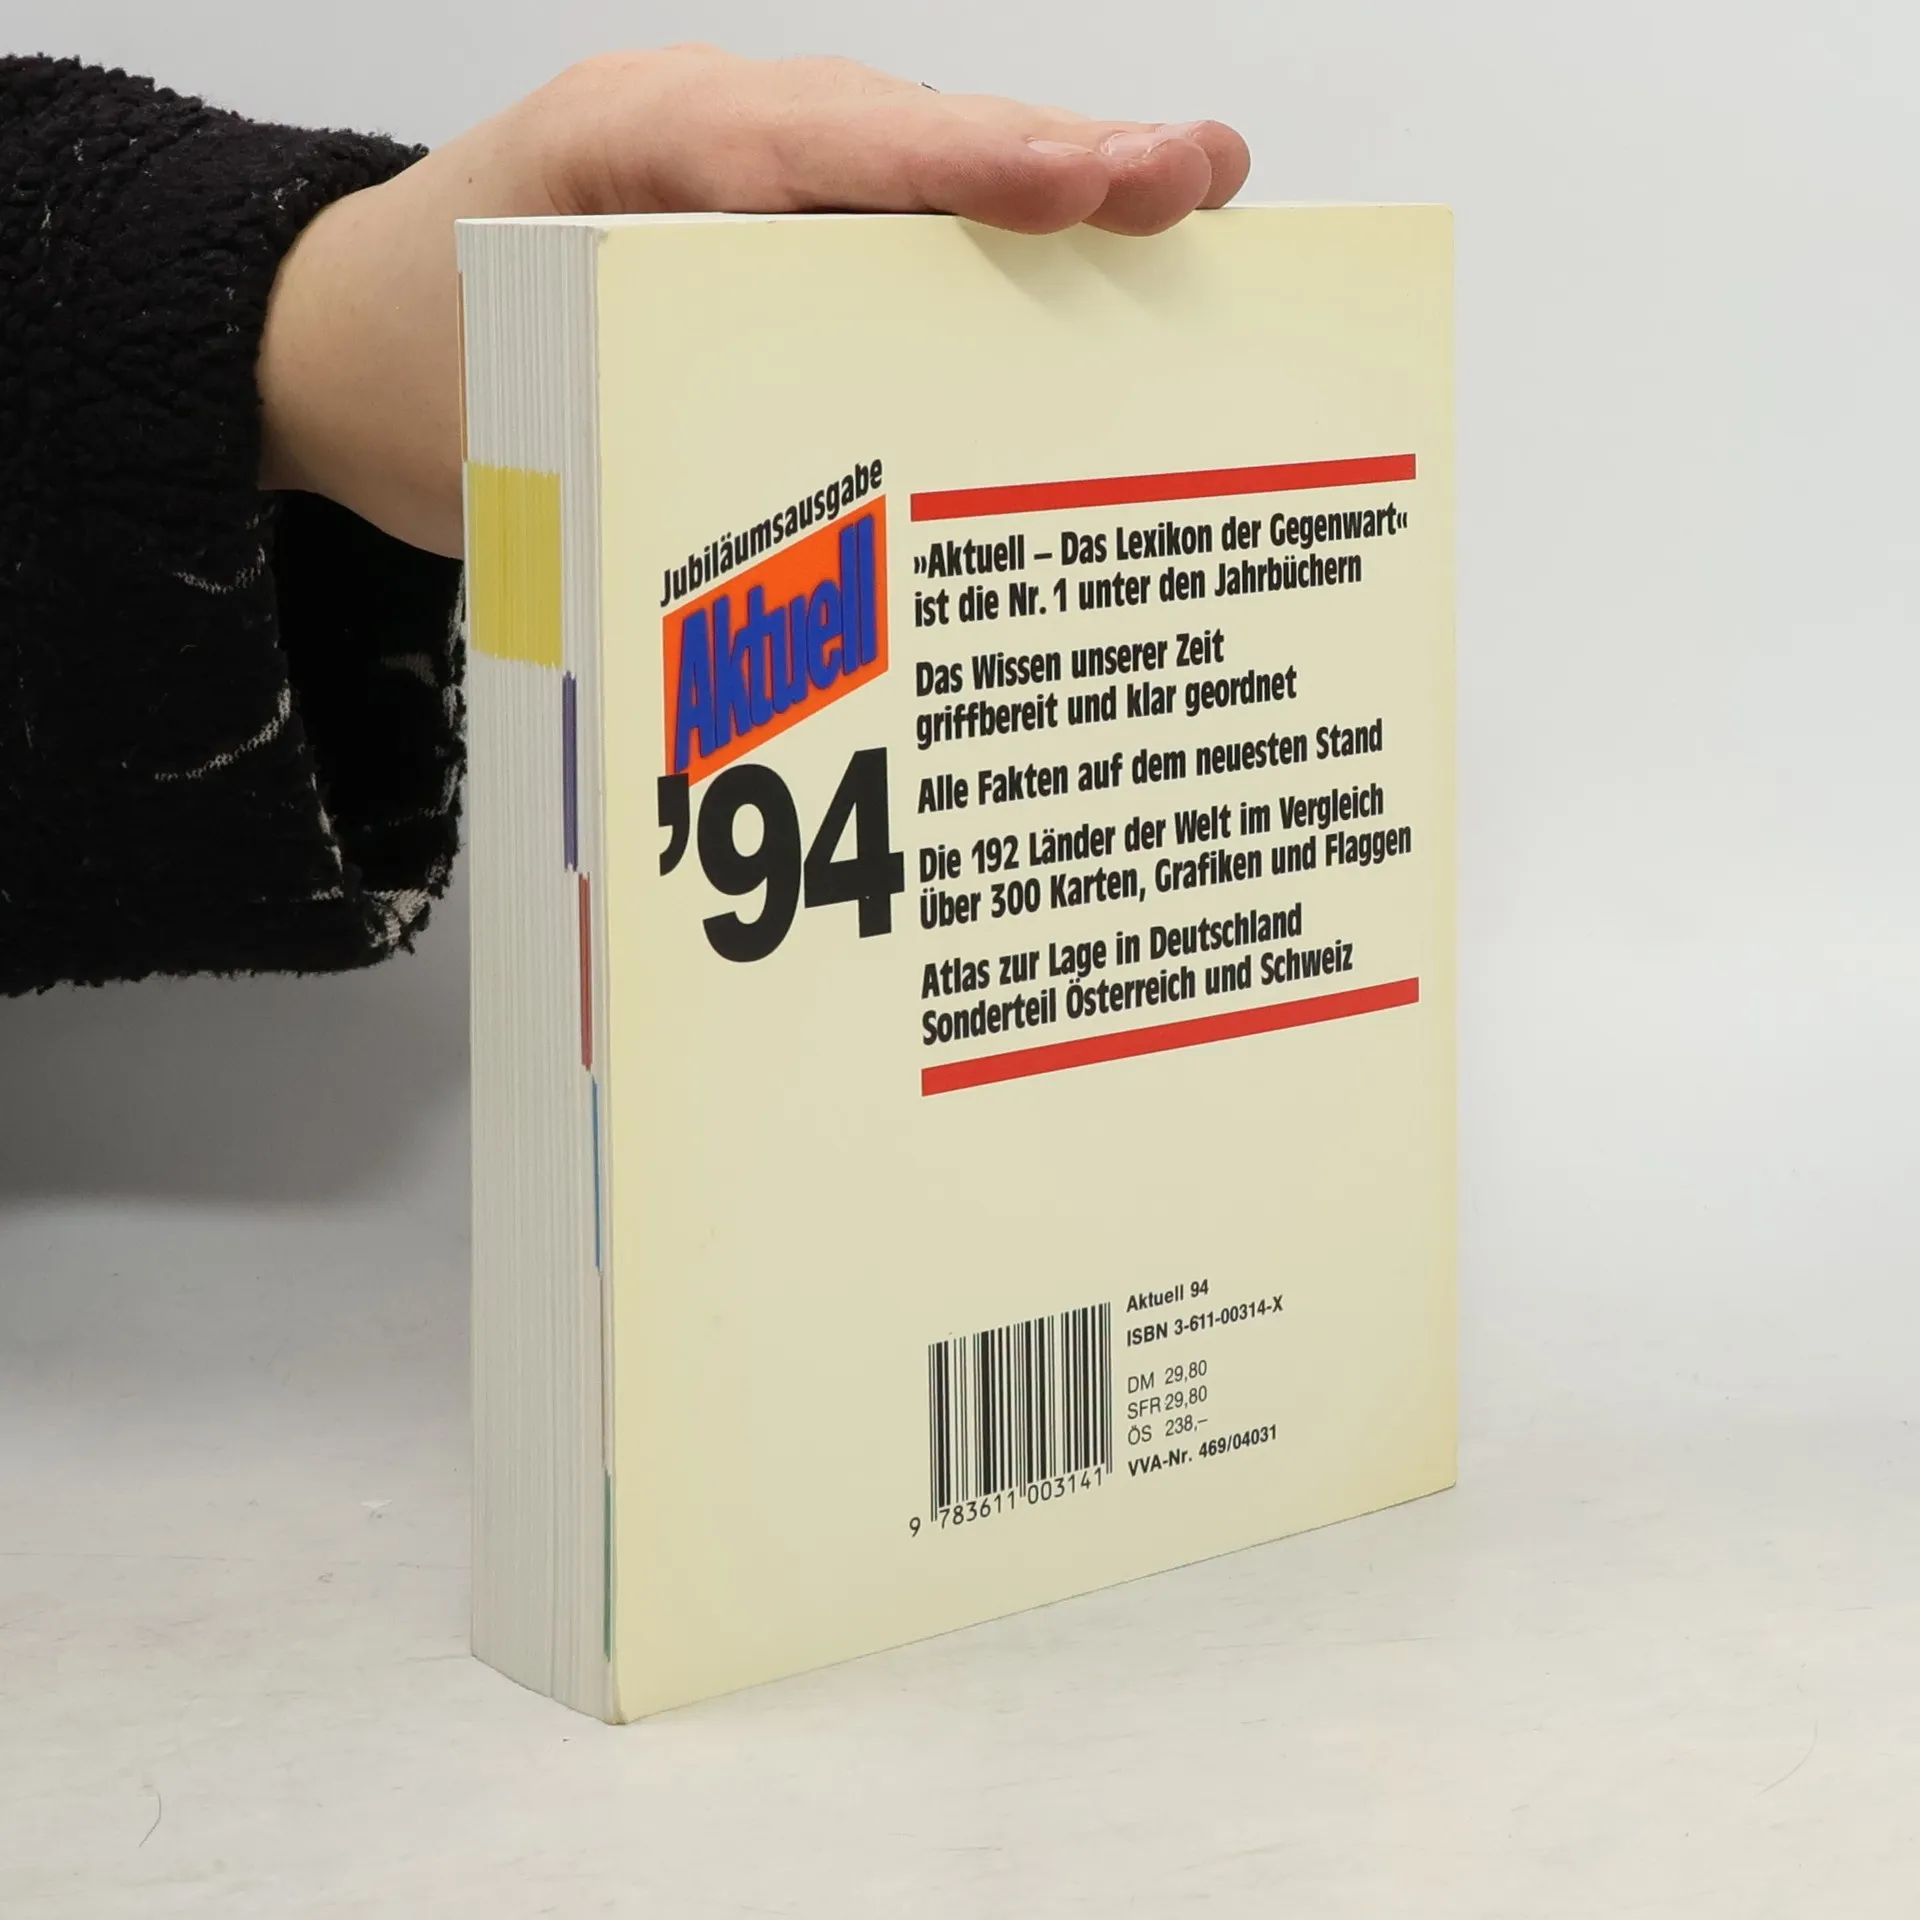 Jubiläumsausgabe
Aktuell
’94
»Aktuell – Das Lexikon der Gegenwart«
ist die Nr. 1 unter den Jahrbüchern
Das Wissen unserer Zeit
griffbereit und klar geordnet
Alle Fakten auf dem neuesten Stand
Die 192 Länder der Welt im Vergleich
Über 300 Karten, Grafiken und Flaggen
Atlas zur Lage in Deutschland
Sonderteil Österreich und Schweiz
Aktuell 94
ISBN 3-611-00314-X
DM 29,80
SFR 29,80
ÖS 238,–
VVA-Nr. 469/04031
9 783611 003141